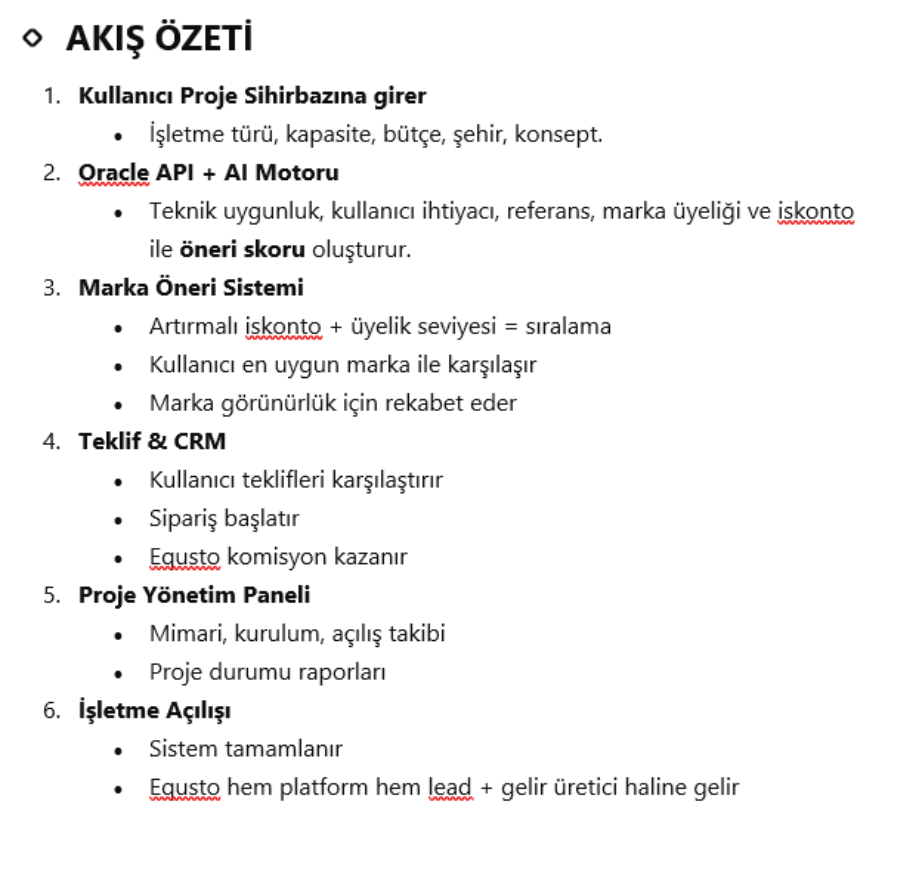 AKIŞ ÖZETİ
1. Kullanıcı Proje Sihirbazına girer
• İşletme türü, kapasite, bütçe, şehir, konsept.
2. Oracle API + AI Motoru
• Teknik uygunluk, kullanıcı ihtiyacı, referans, marka üyeliği ve iskonto
ile öneri skoru oluşturur.
3. Marka Öneri Sistemi
• Artırmalı iskonto + üyelik seviyesi = sıralama
• Kullanıcı en uygun marka ile karşılaşır
• Marka görünürlük için rekabet eder
4. Teklif & CRM
• Kullanıcı teklifleri karşılaştırır
• Sipariş başlatır
• Equsto komisyon kazanır
5. Proje Yönetim Paneli
• Mimari, kurulum, açılış takibi
• Proje durumu raporları
6. İşletme Açılışı
• Sistem tamamlanır
• Equsto hem platform hem lead + gelir üretici haline gelir